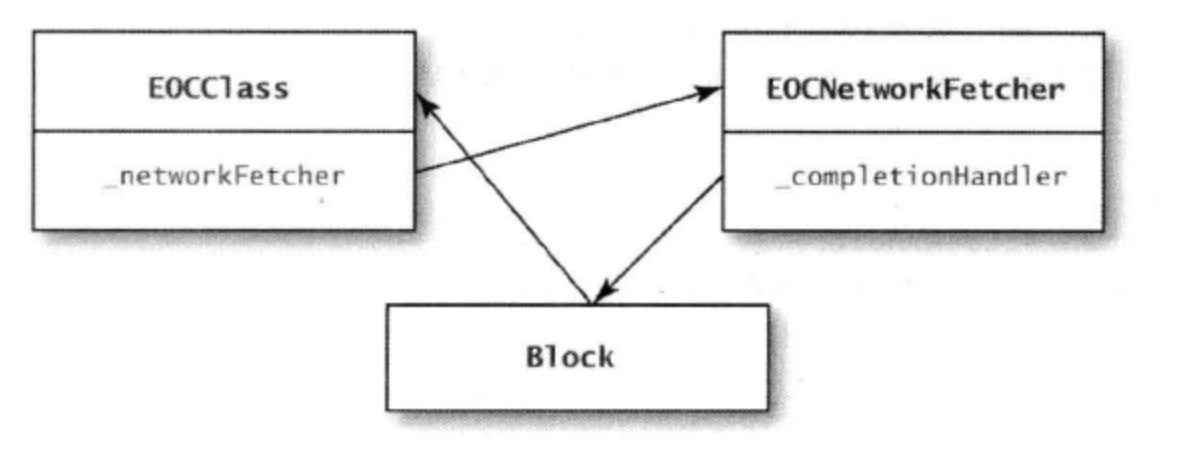 EOCClass
_networkFetcher
EOCNetworkFetcher
_completionHandler
Block